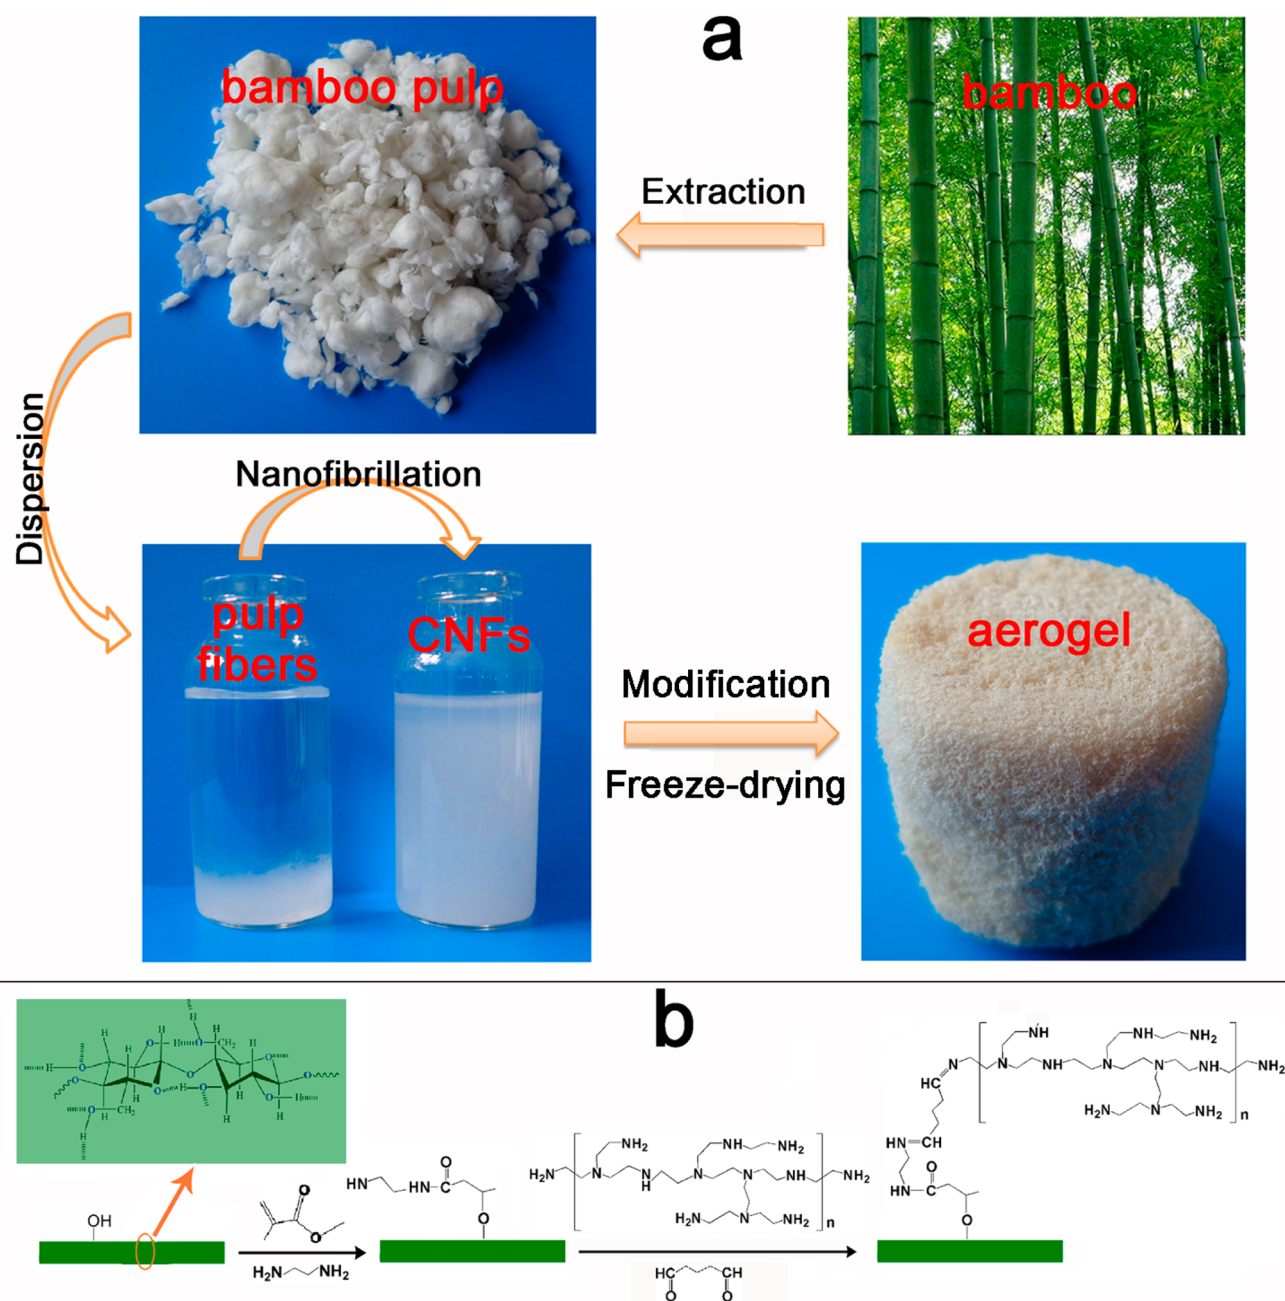 a
bamboo pulp
bamboo
Extraction
Dispersion
Nanofibrillation
pulp
fibers
CNFs
Modification
Freeze-drying
aerogel
b
H
H
H
O
H
O
CH₂
H
H
O
H
O
H
O
O
H
H
O
H
O
H
H
O
CH₂
H
H
O
H
H
OH
O
O
H₂N
NH₂
HN
HN
C
O
O
H₂N
N
NH₂
N
H
N
NH
NH₂
N
NH
NH₂
H₂N
N
NH₂
n
HC
CH
O
O
N
HC
HN
CH
NH
C
O
O
N
NH
NH
N
NH
NH₂
N
NH
NH₂
H₂N
N
NH₂
n